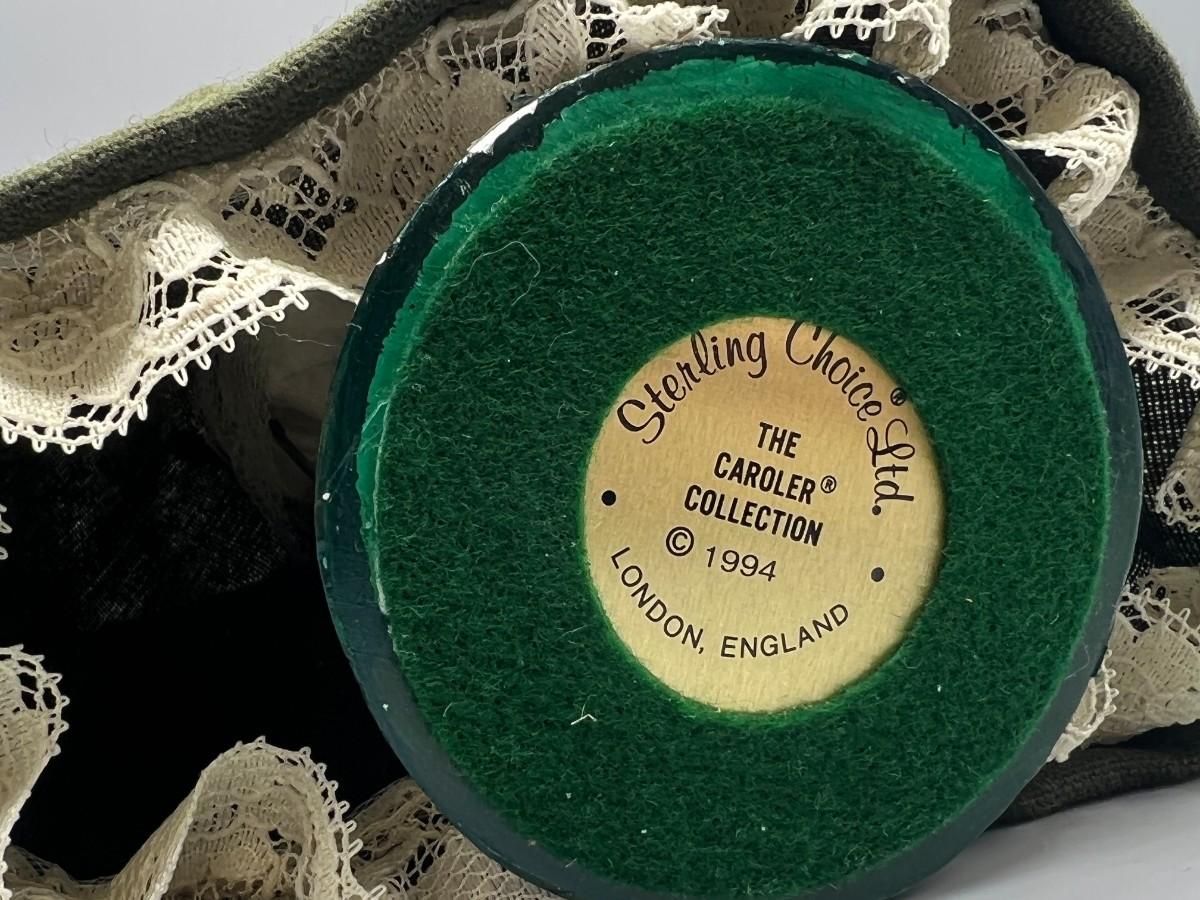 Sterling Choice® Ltd.
THE
CAROLER®
COLLECTION
© 1994
LONDON, ENGLAND